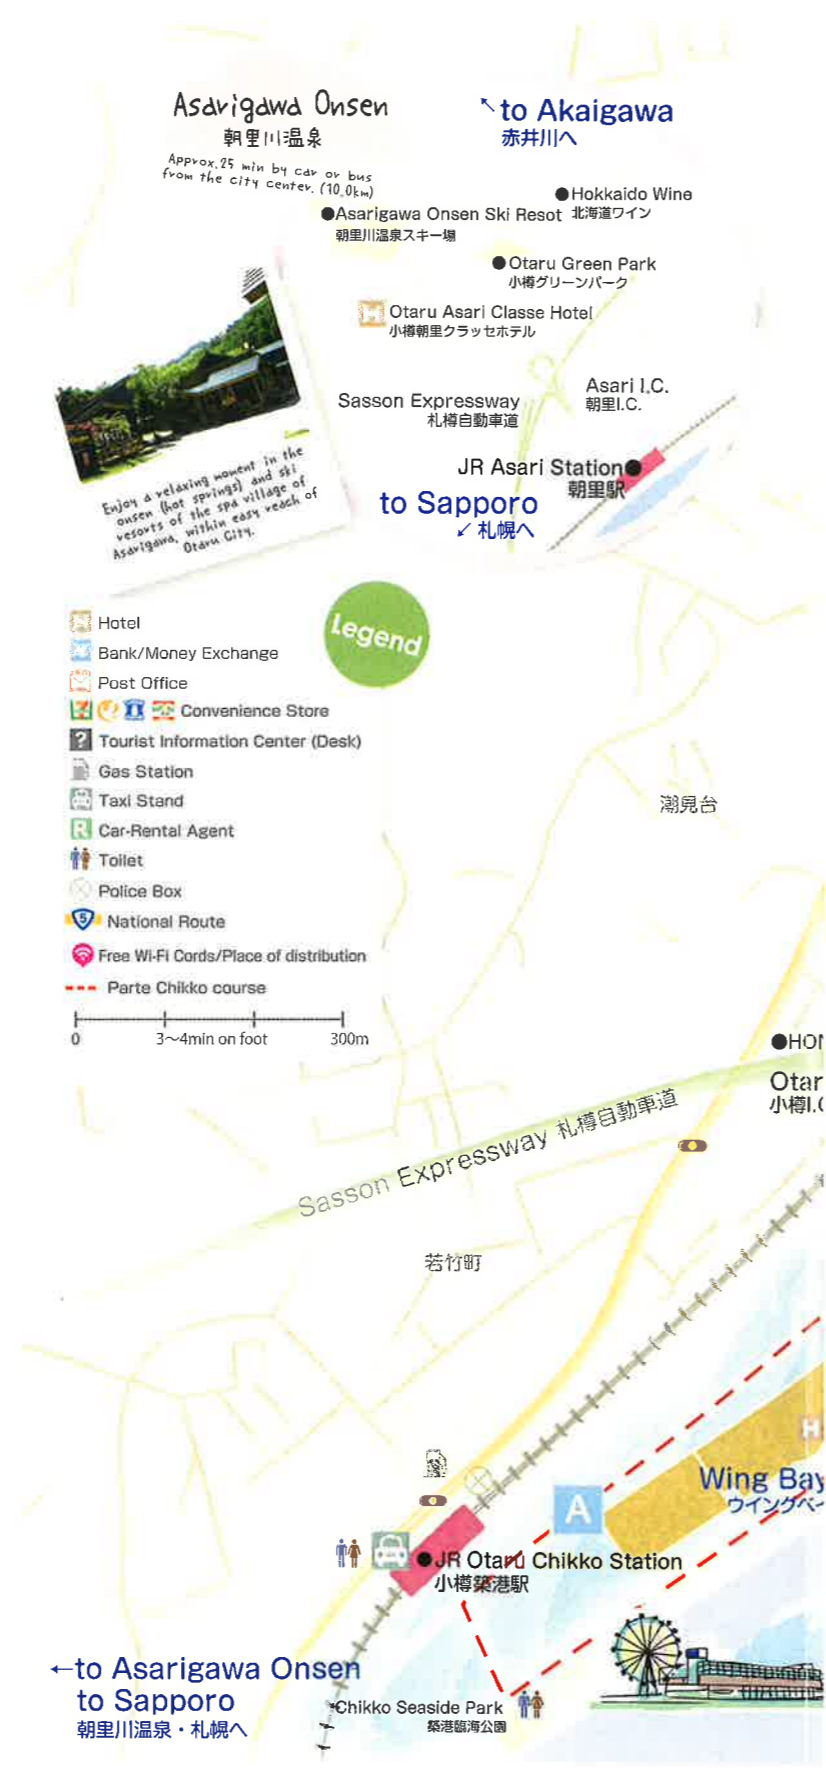 Asarigawa Onsen
朝里川温泉
Approx.25 min by car or bus
from the city center. (10.0km)
to Akaigawa
赤井川へ
Hokkaido Wine
北海道ワイン
Asarigawa Onsen Ski Resot
朝里川温泉スキー場
Otaru Green Park
小樽グリーンパーク
H
Otaru Asari Classe Hotel
小樽朝里クラッセホテル
Sasson Expressway
札樽自動車道
Asari I.C.
朝里I.C.
JR Asari Station
朝里駅
to Sapporo
札幌へ
Enjoy a relaxing moment in the
onsen (hot springs) and ski
resorts of the spa village of
Asarigawa, within easy reach of
Otaru City.
Legend
Hotel
Bank/Money Exchange
Post Office
Convenience Store
? Tourist Information Center (Desk)
Gas Station
Taxi Stand
R Car-Rental Agent
Toilet
Police Box
5 National Route
Free Wi-Fi Cords/Place of distribution
Parte Chikko course
0 3～4min on foot 300m
潮見台
Otar
小樽I.
Sasson Expressway 札樽自動車道
若竹町
H
Wing Bay
ウイングベー
A
JR Otaru Chikko Station
小樽築港駅
to Asarigawa Onsen
to Sapporo
朝里川温泉・札幌へ
Chikko Seaside Park
築港臨海公園